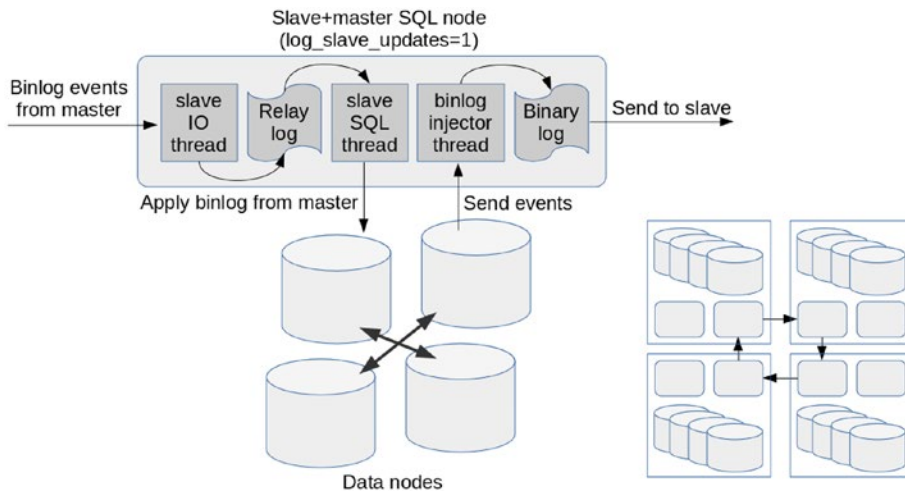 Slave+master SQL node
(log_slave_updates=1)
Binlog events
from master
slave
IO
thread
Relay
log
slave
SQL
thread
binlog
injector
thread
Binary
log
Send to slave
Apply binlog from master
Send events
Data nodes